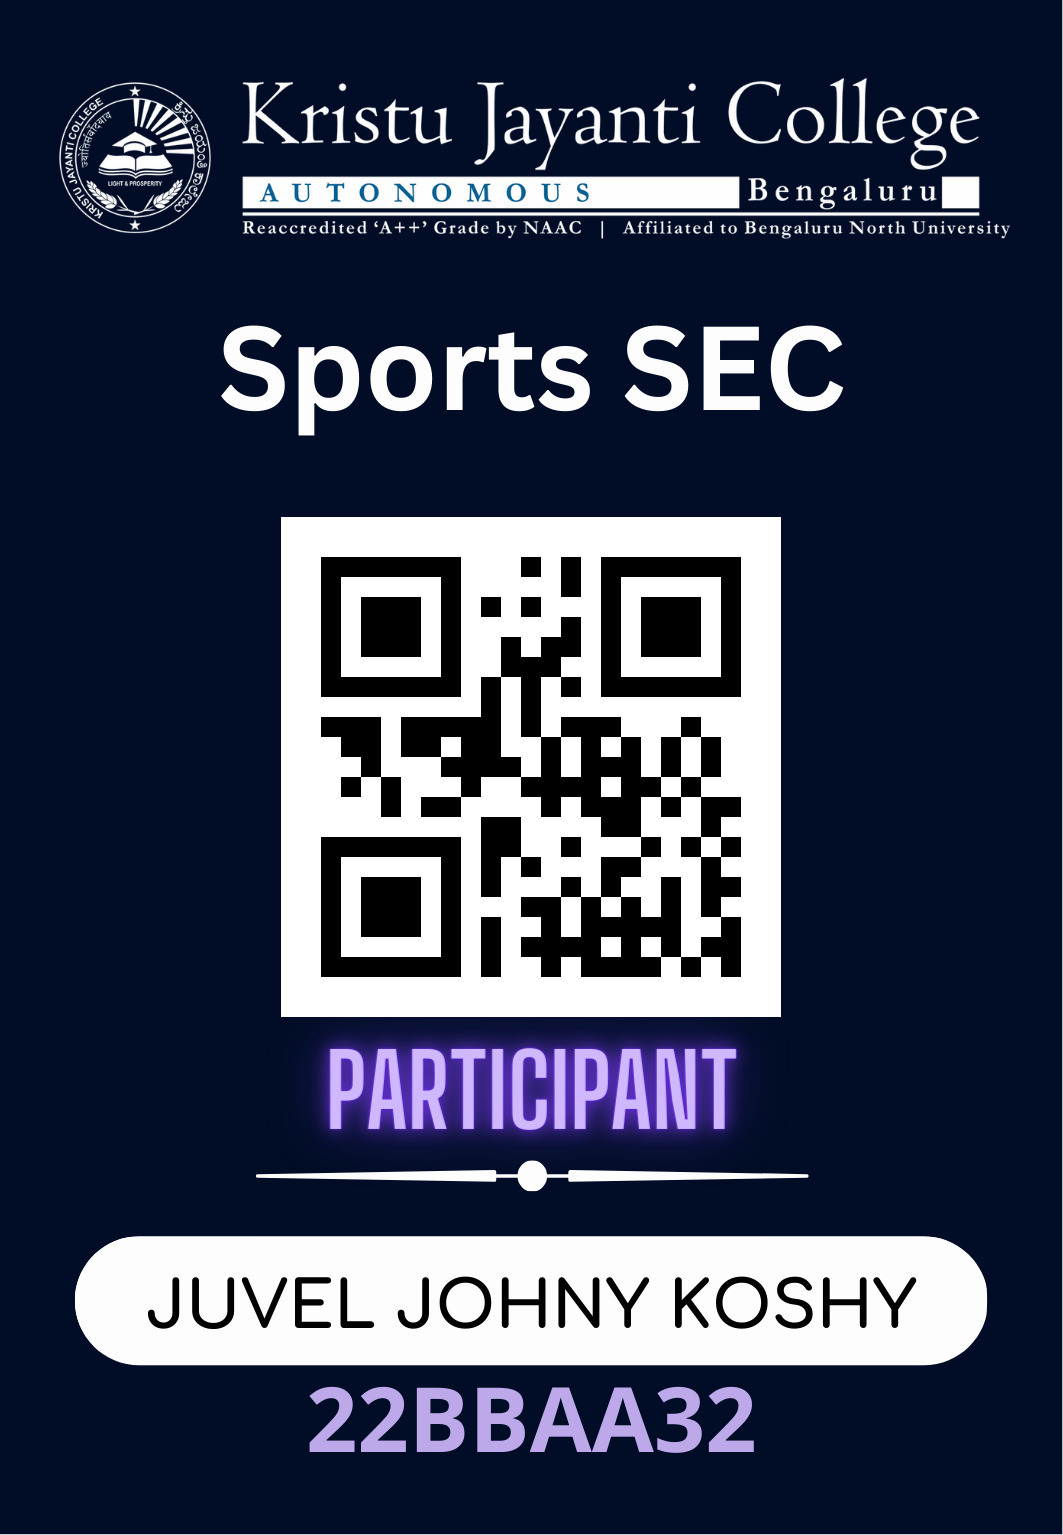 KRISTU JAYANTI COLLEGE
ಕ್ರಿಸ್ತು ಜಯಂತಿ ಕಾಲೇಜು
LIGHT & PROSPERITY
Kristu Jayanti College
AUTONOMOUS Bengaluru
Reaccredited ‘A++’ Grade by NAAC | Affiliated to Bengaluru North University
Sports SEC
PARTICIPANT
JUVEL JOHNY KOSHY
22BBAA32